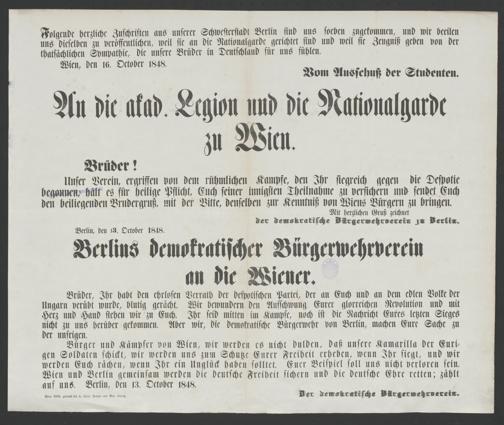 Folgende herzliche Zuschriften aus unserer Schwesterstadt Berlin sind uns soeben zugekommen, und wir beeilen
uns dieselben zu veröffentlichen, weil sie an die Nationalgarde gerichtet sind und weil sie Zeugniß geben von der
thatsächlichen Sympathie, die unsere Brüder in Deutschland für uns fühlen.
Wien, den 16. October 1848.
Vom Ausschuß der Studenten.
An die akad. Legion und die Nationalgarde
zu Wien.
Brüder!
Unser Verein, ergriffen von dem rühmlichen Kampfe, den Ihr siegreich gegen die Despotie
begonnen, hält es für heilige Pflicht, Euch seiner innigsten Theilnahme zu versichern und sendet Euch
den beiliegenden Brudergruß, mit der Bitte, denselben zur Kenntniß von Wiens Bürgern zu bringen.
Mit herzlichen Gruß zeichnet
der demokratische Bürgerwehrverein zu Berlin.
Berlin, den 13. October 1848.
Berlins demokratischer Bürgerwehrverein
an die Wiener.
Brüder, Ihr habt den ehrlosen Verrath der despotischen Partei, der an Euch und an dem edlen Volke der
Ungarn verübt wurde, blutig gerächt. Wir bewundern den Aufschwung Eurer glorreichen Revolution und mit
Herz und Hand stehen wir zu Euch. Ihr seid mitten im Kampfe, noch ist die Nachricht Eures letzten Sieges
nicht zu uns herüber gekommen. Aber wir, die demokratische Bürgerwehr von Berlin, machen Eure Sache zu
der unsrigen.
Bürger und Kämpfer von Wien, wir werden es nicht dulden, daß unsere Kamarilla der Euri-
gen Soldaten schickt, wir werden uns zum Schutze Eurer Freiheit erheben, wenn Ihr siegt, und wir
werden Euch rächen, wenn Ihr ein Unglück haben solltet. Euer Beispiel soll uns nicht verloren sein.
Wien und Berlin gemeinsam werden die deutsche Freiheit sichern und die deutsche Ehre retten; zählt
auf uns. Berlin, den 13. October 1848.
Der demokratische Bürgerwehrverein.